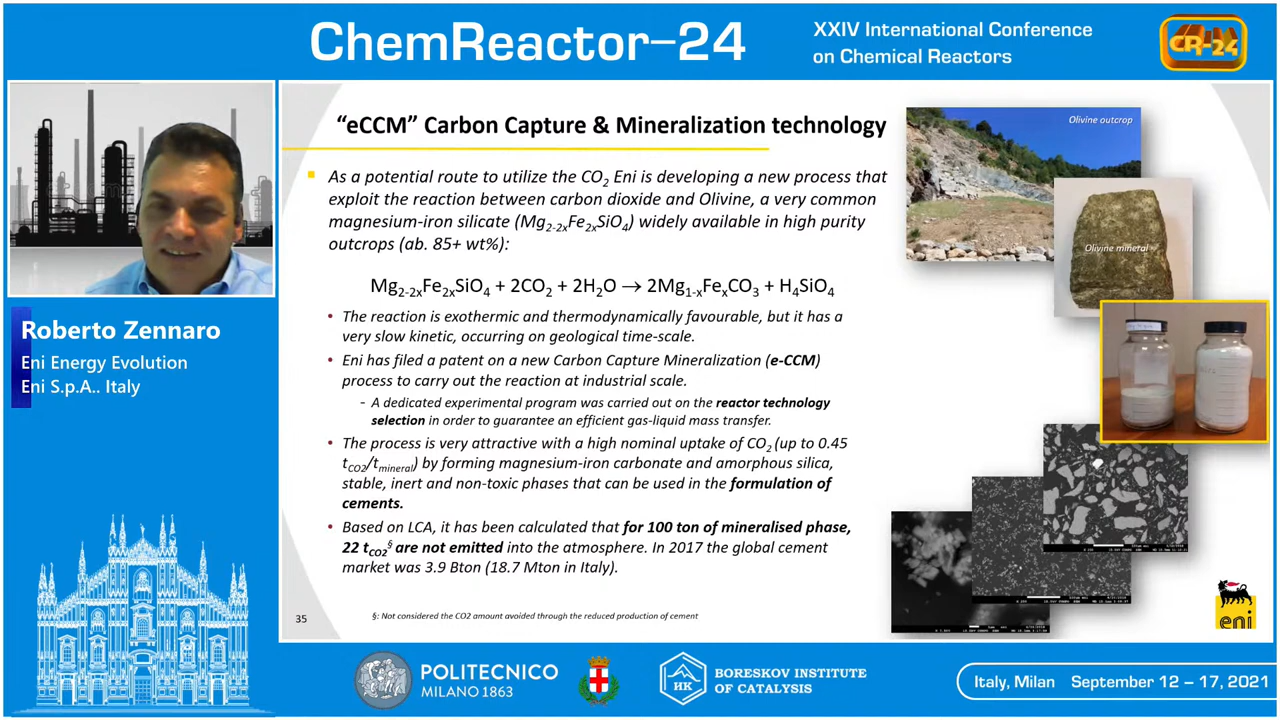 ChemReactor–24
XXIV International Conference
on Chemical Reactors
CR-24
“eCCM” Carbon Capture & Mineralization technology
As a potential route to utilize the CO2 Eni is developing a new process that
exploit the reaction between carbon dioxide and Olivine, a very common
magnesium-iron silicate (Mg2-2xFe2xSiO4) widely available in high purity
outcrops (ab. 85+ wt%):
Mg2-2xFe2xSiO4 + 2CO2 + 2H2O → 2Mg1-xFexCO3 + H4SiO4
• The reaction is exothermic and thermodynamically favourable, but it has a
very slow kinetic, occurring on geological time-scale.
• Eni has filed a patent on a new Carbon Capture Mineralization (e-CCM)
process to carry out the reaction at industrial scale.
- A dedicated experimental program was carried out on the reactor technology
selection in order to guarantee an efficient gas-liquid mass transfer.
• The process is very attractive with a high nominal uptake of CO2 (up to 0.45
tCO2/tmineral) by forming magnesium-iron carbonate and amorphous silica,
stable, inert and non-toxic phases that can be used in the formulation of
cements.
• Based on LCA, it has been calculated that for 100 ton of mineralised phase,
22 tCO2§ are not emitted into the atmosphere. In 2017 the global cement
market was 3.9 Bton (18.7 Mton in Italy).
35
§: Not considered the CO2 amount avoided through the reduced production of cement
Olivine outcrop
Olivine mineral
eni
Roberto Zennaro
Eni Energy Evolution
Eni S.p.A.. Italy
POLITECNICO
MILANO 1863
НК
BORESKOV INSTITUTE
OF CATALYSIS
Italy, Milan September 12 – 17, 2021